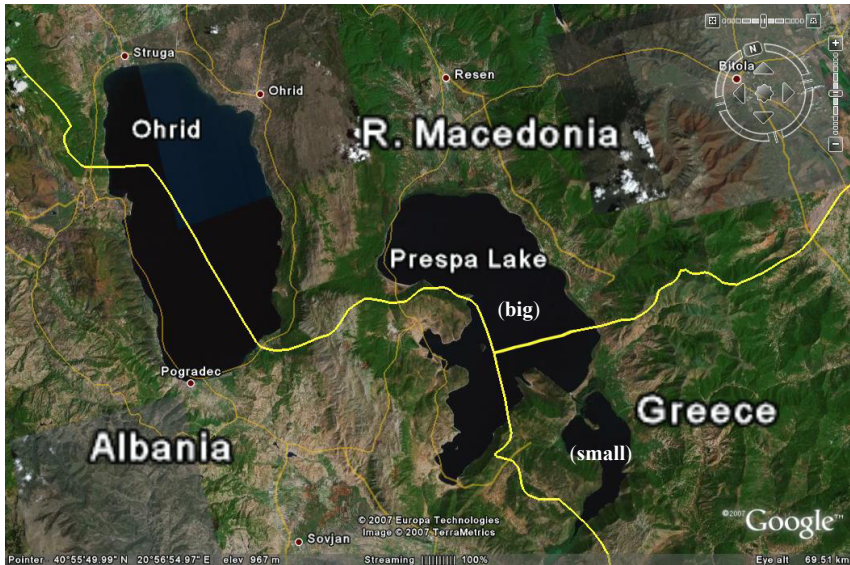 N
Struga
Resen
Bitola
Ohrid
Ohrid
R. Macedonia
Prespa Lake
(big)
Pogradec
Greece
Albania
(small)
©2007 Google™
© 2007 Europa Technologies
Image © 2007 TerraMetrics
Sovjan
Pointer 40°55'49.99" N 20°56'54.97" E elev 967 m Streaming |||||||| 100% Eye alt 69.51 km